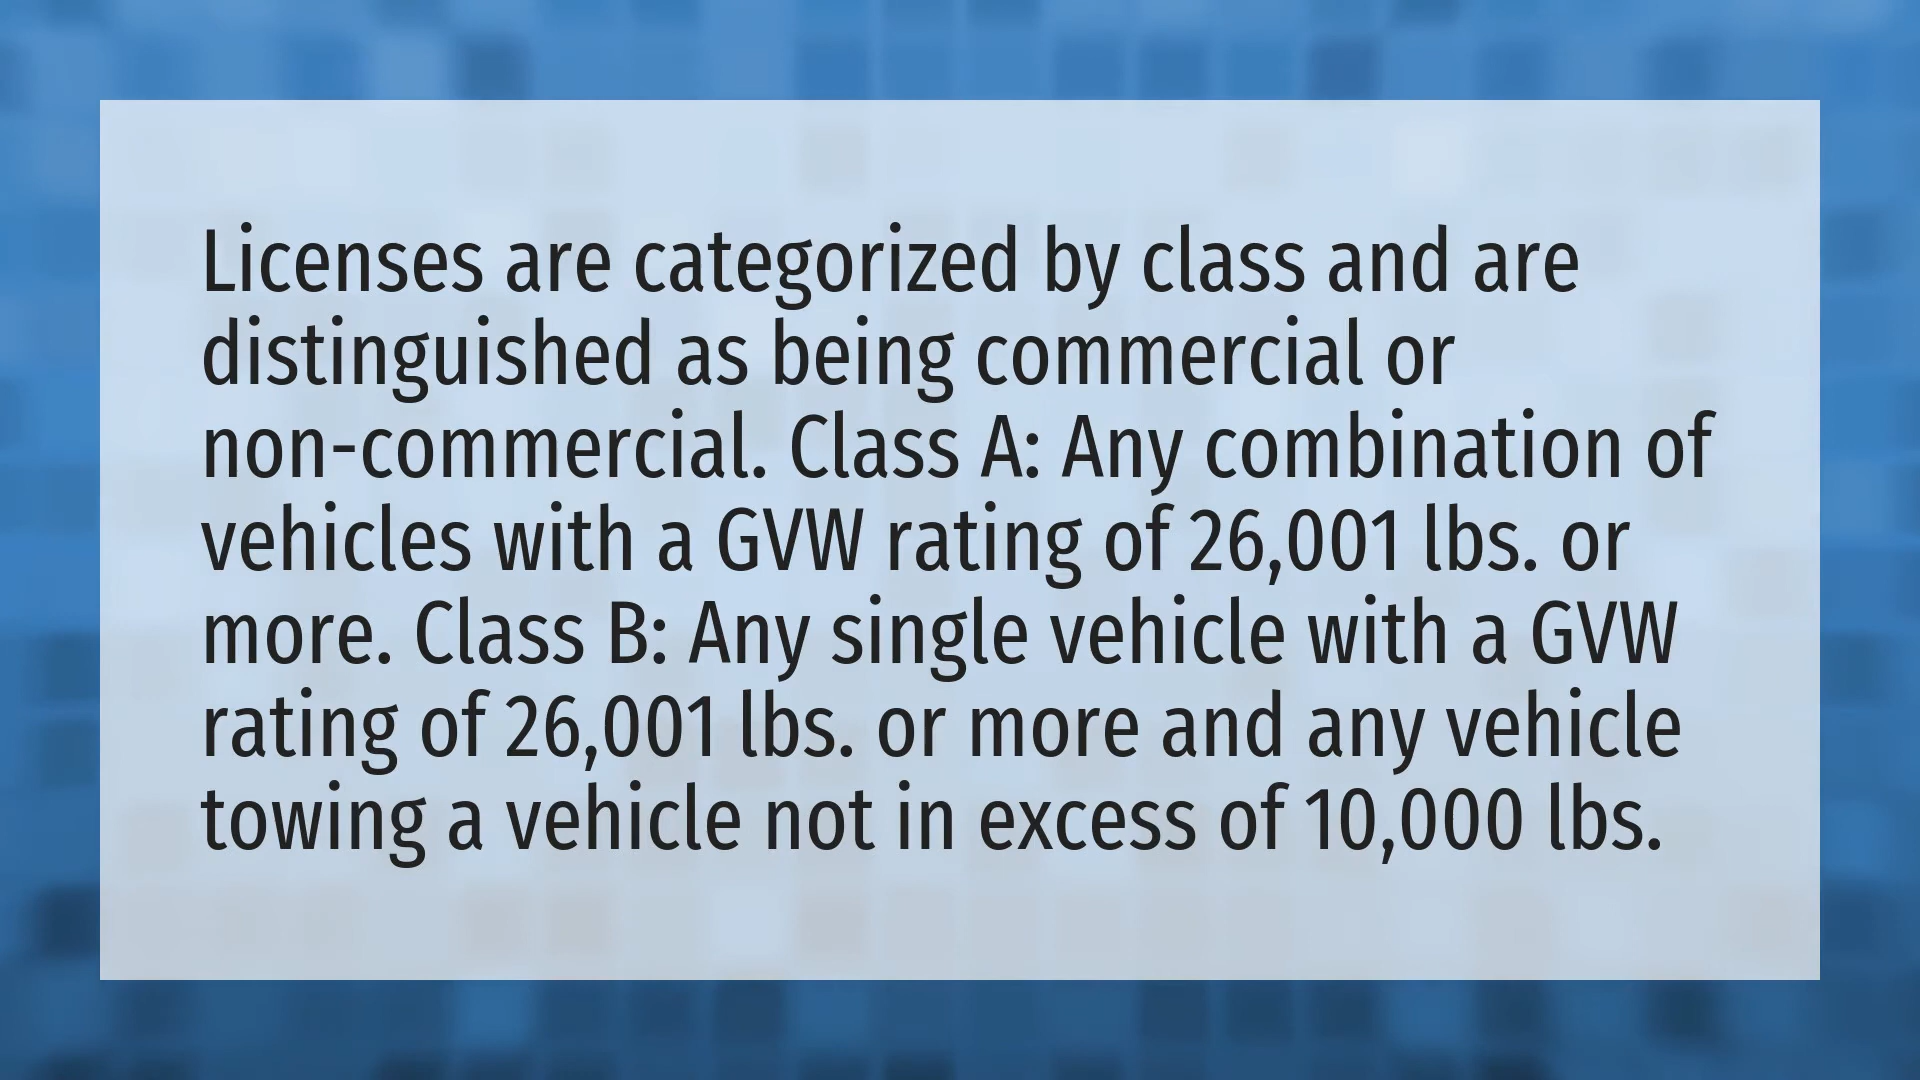 Licenses are categorized by class and are
distinguished as being commercial or
non-commercial. Class A: Any combination of
vehicles with a GVW rating of 26,001 lbs. or
more. Class B: Any single vehicle with a GVW
rating of 26,001 lbs. or more and any vehicle
towing a vehicle not in excess of 10,000 lbs.